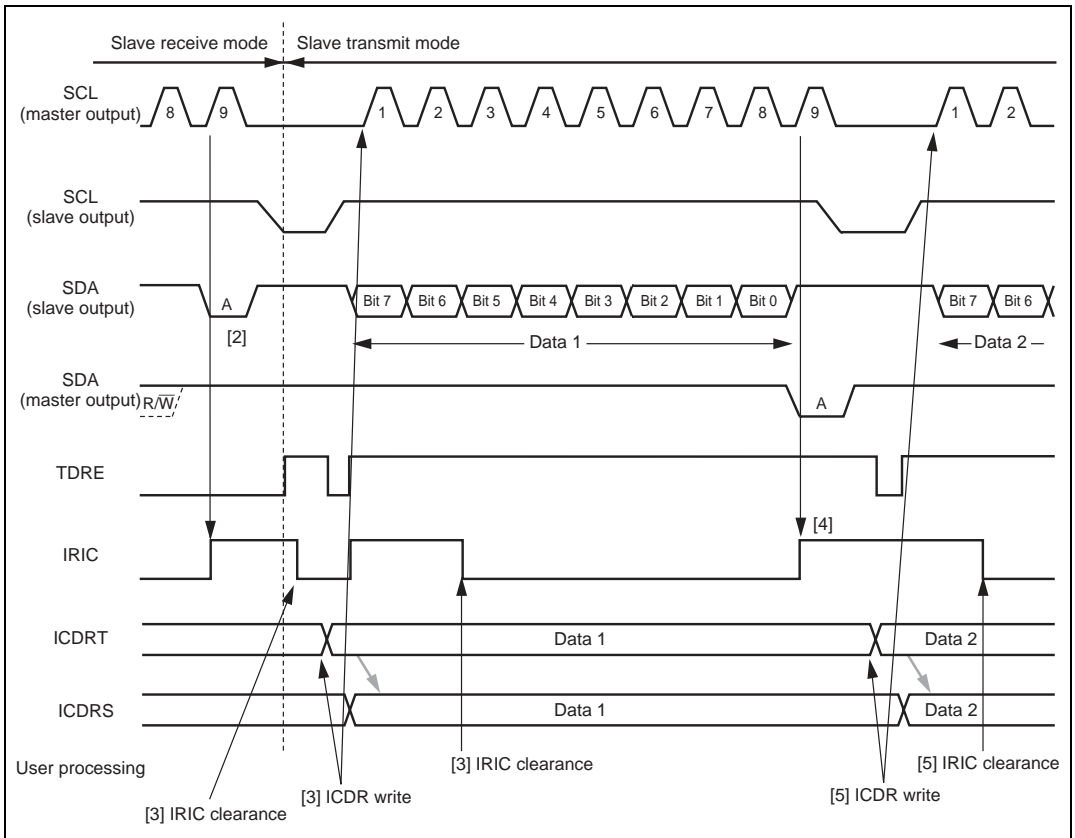 Slave receive mode Slave transmit mode
SCL
(master output)
8 9 1 2 3 4 5 6 7 8 9 1 2
SCL
(slave output)
SDA
(slave output)
A Bit 7 Bit 6 Bit 5 Bit 4 Bit 3 Bit 2 Bit 1 Bit 0 Bit 7 Bit 6
[2]
Data 1 Data 2
SDA
(master output)
R/W̅ A
TDRE
[4]
IRIC
ICDRT Data 1 Data 2
ICDRS Data 1 Data 2
User processing
[3] IRIC clearance
[3] ICDR write
[3] IRIC clearance
[5] ICDR write
[5] IRIC clearance